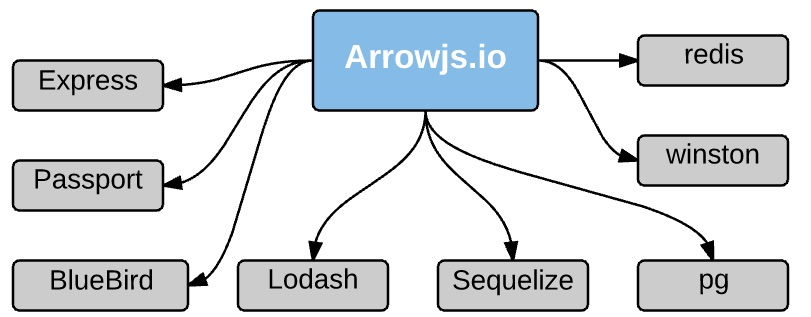 Arrowjs.io
redis
Express
winston
Passport
BlueBird
Lodash
Sequelize
pg